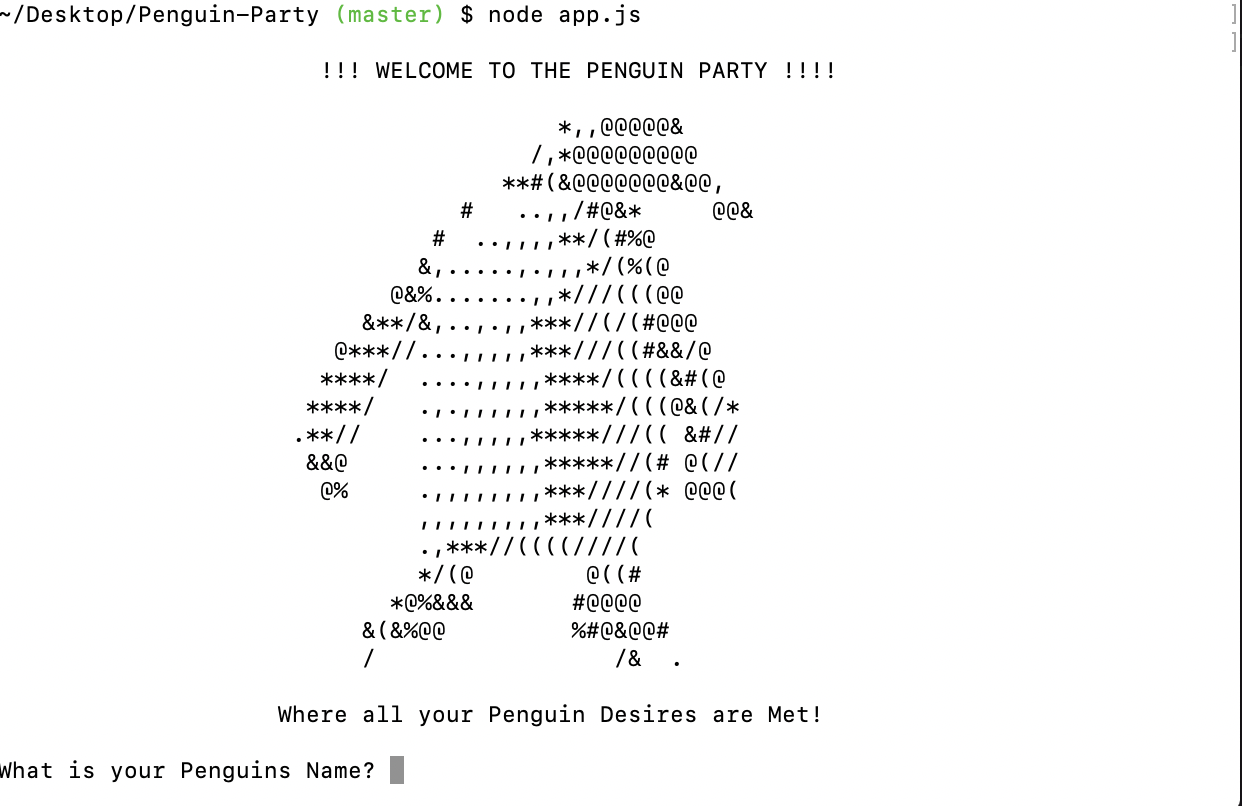 ~/Desktop/Penguin-Party (master) $ node app.js
!!! WELCOME TO THE PENGUIN PARTY !!!!
*,,@@@@@&
/,*@@@@@@@@@
**#(&@@@@@@@&@@,
#   ..,,/#@&*     @@&
#  ..,,,,**/(#%@
&,.....,.,,,*/(%(@
@&%.......,,*///(((@@
&**/&,..,.,,***//(/(#@@@
@***//...,,,,,***///((#&&/@
****/  ....,,,,,****/((((&#(@
****/   .,.,,,,,,*****/(((@&(/*
.**//    ...,,,,,*****///(( &#//
&&@     ...,,,,,,*****//(# @(//
@%     .,,,,,,,,***////(* @@@(
,,,,,,,,,***////(
.,***//((((////(
*/(@        @((#
*@%&&&       #@@@@
&(&%@@         %#@&@@#
/                 /&  .
Where all your Penguin Desires are Met!
What is your Penguins Name?
]
]